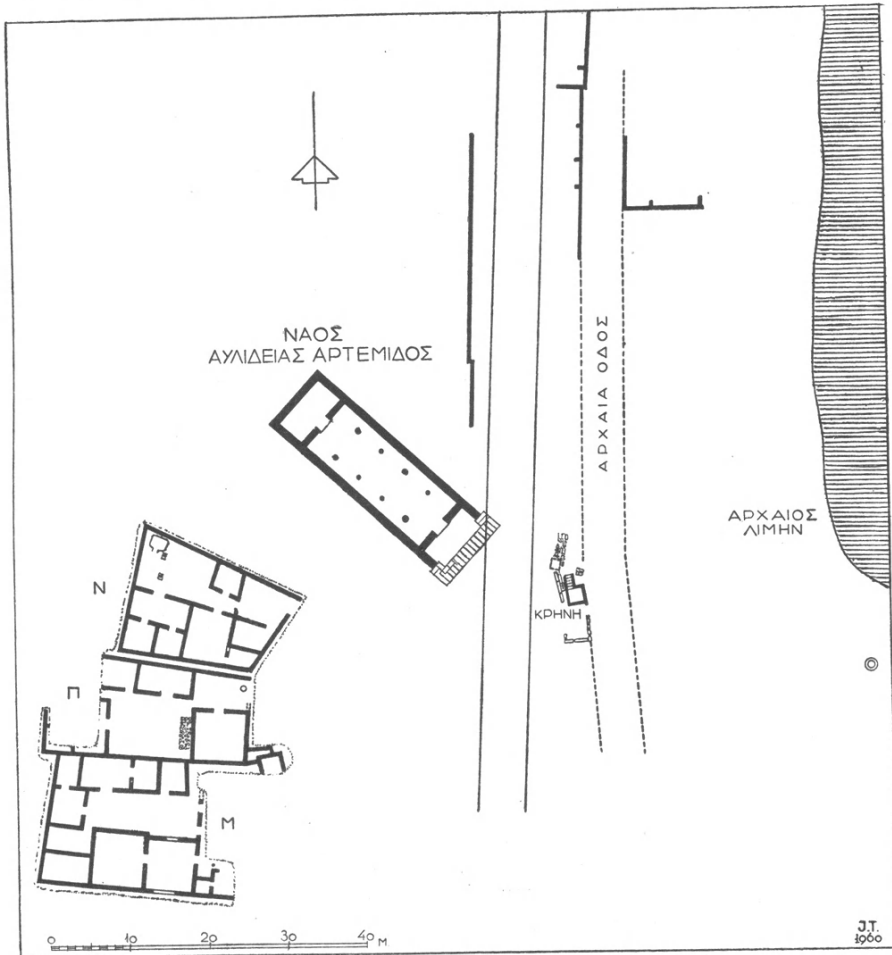 ΝΑΟΣ
ΑΥΛΙΔΕΙΑΣ ΑΡΤΕΜΙΔΟΣ
ΑΡΧΑΙΑ ΟΔΟΣ
ΑΡΧΑΙΟΣ
ΛΙΜΗΝ
ΚΡΗΝΗ
Ν
Π
Μ
0 10 20 30 40 Μ
J.T.
1960